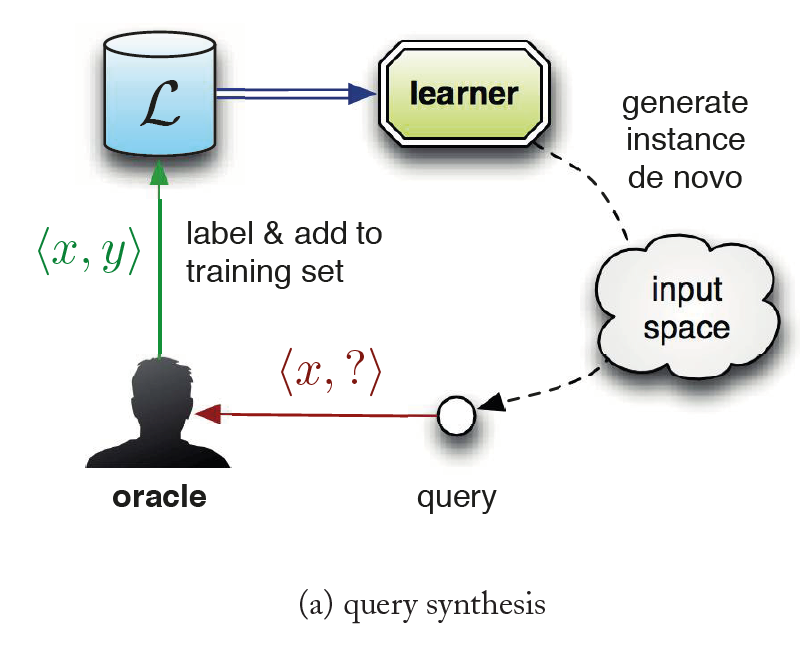 ℒ
learner
generate
instance
de novo
⟨x, y⟩
label & add to
training set
input
space
⟨x, ?⟩
oracle
query
(a) query synthesis